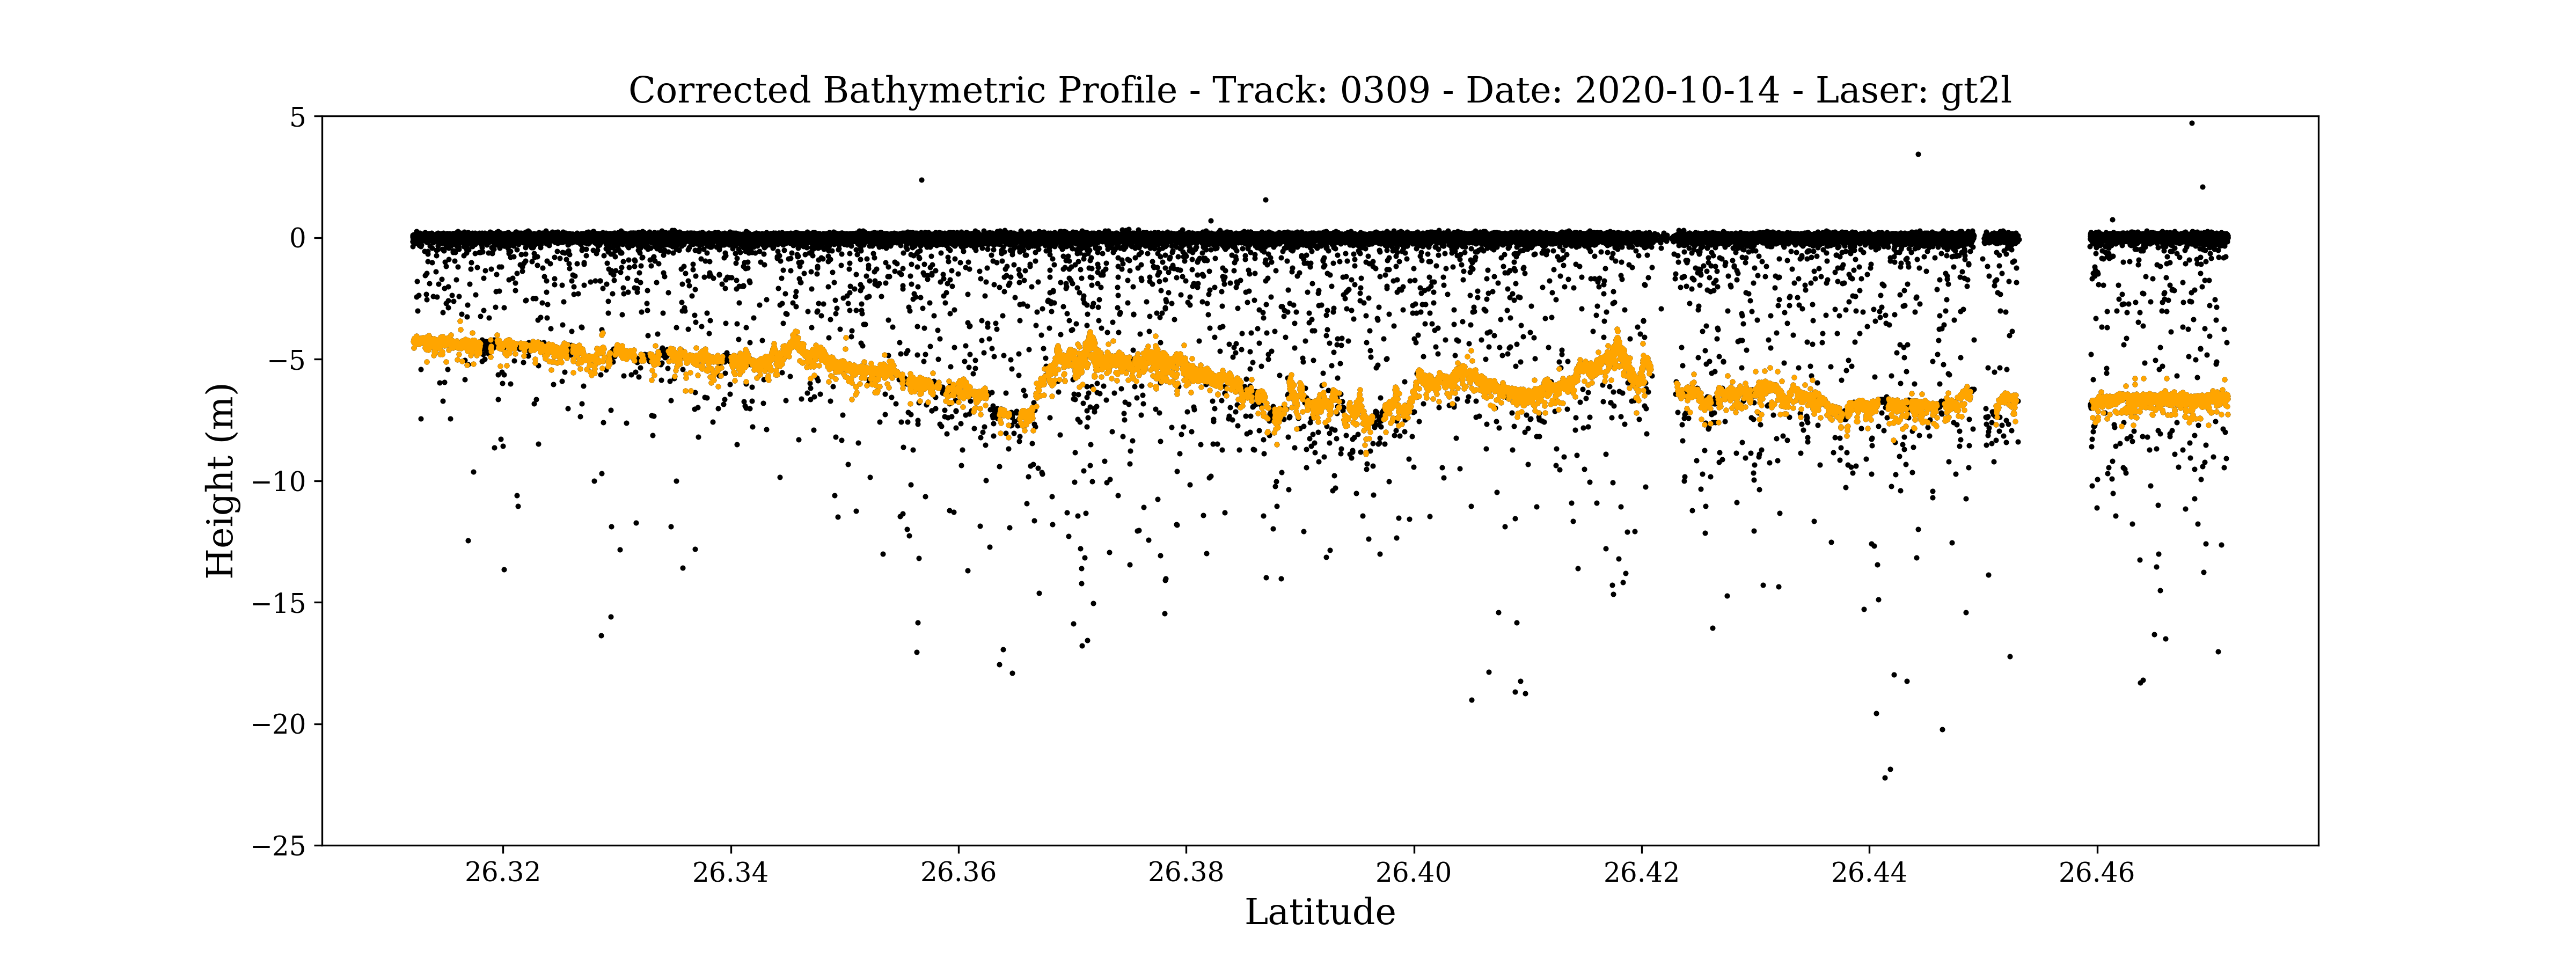 Corrected Bathymetric Profile - Track: 0309 - Date: 2020-10-14 - Laser: gt2l
5
0
−5
−10
−15
−20
−25
Height (m)
26.32 26.34 26.36 26.38 26.40 26.42 26.44 26.46
Latitude